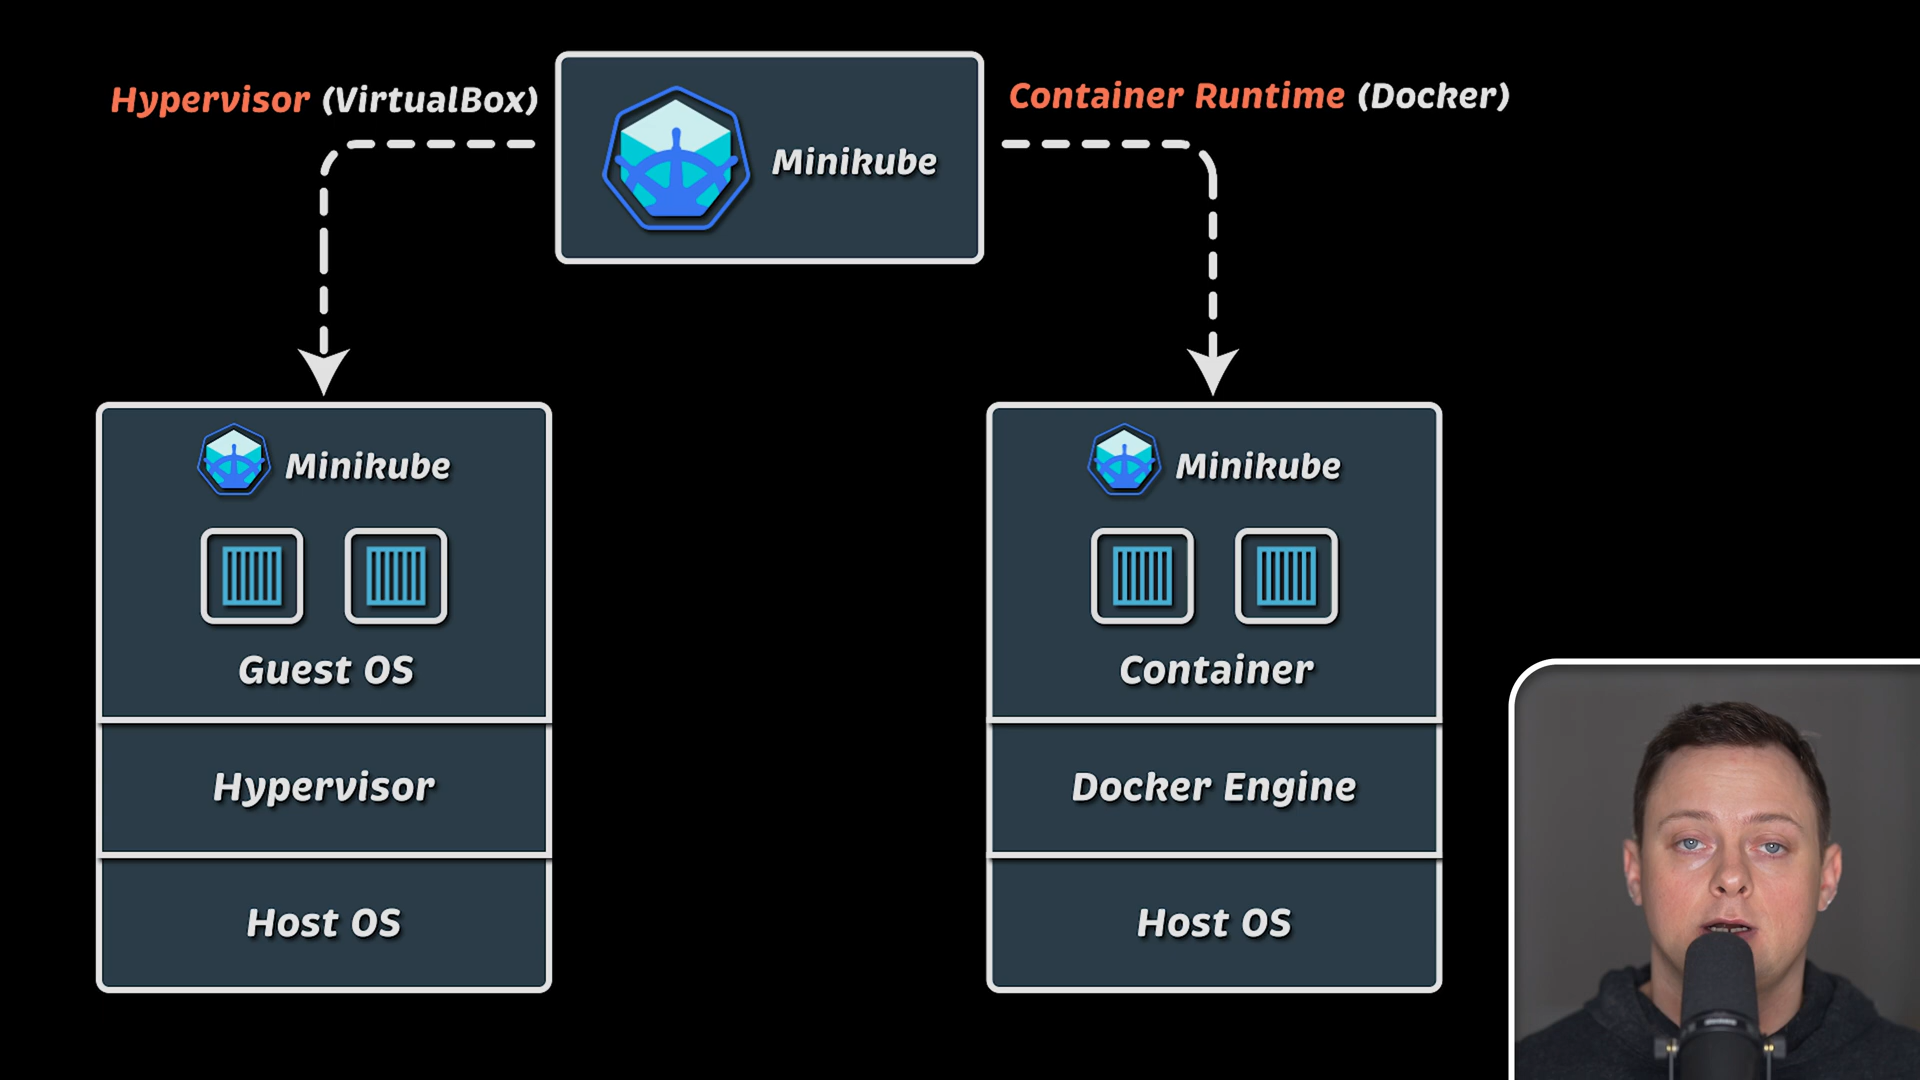 Hypervisor (VirtualBox)
Minikube
Container Runtime (Docker)
Minikube
Guest OS
Hypervisor
Host OS
Minikube
Container
Docker Engine
Host OS